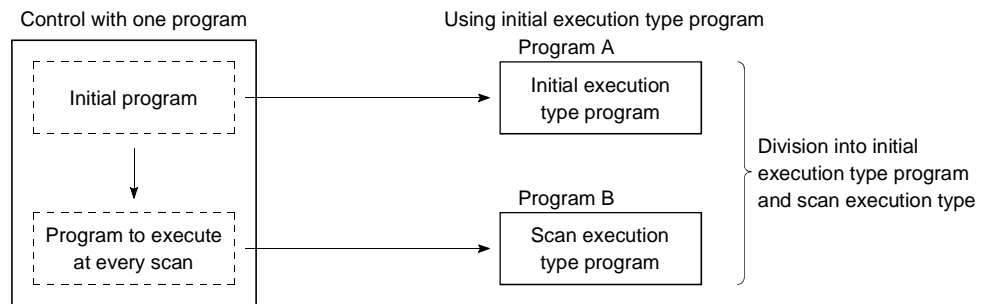 Control with one program
Using initial execution type program
Program A
Initial program
Initial execution
type program
Division into initial
execution type program
and scan execution type
Program B
Program to execute
at every scan
Scan execution
type program